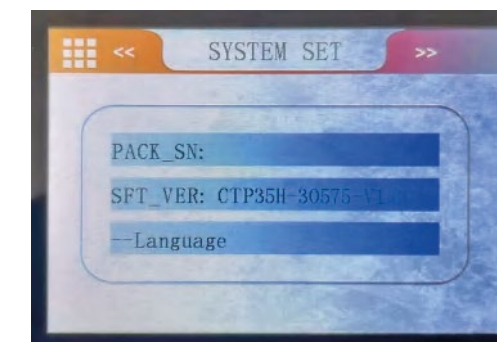 << SYSTEM SET >>
PACK_SN:
SFT_VER: CTP35H-30575-V1
--Language